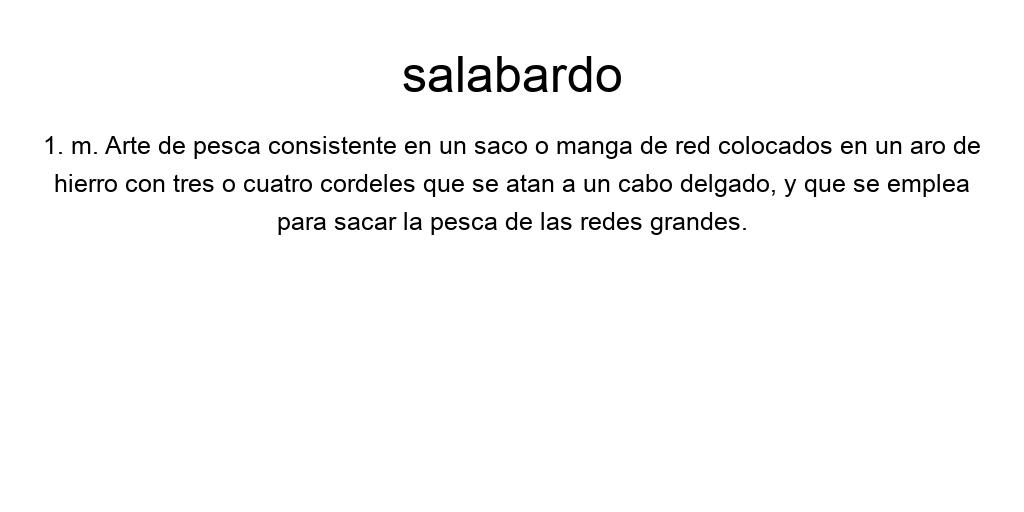 salabardo
1. m. Arte de pesca consistente en un saco o manga de red colocados en un aro de
hierro con tres o cuatro cordeles que se atan a un cabo delgado, y que se emplea
para sacar la pesca de las redes grandes.